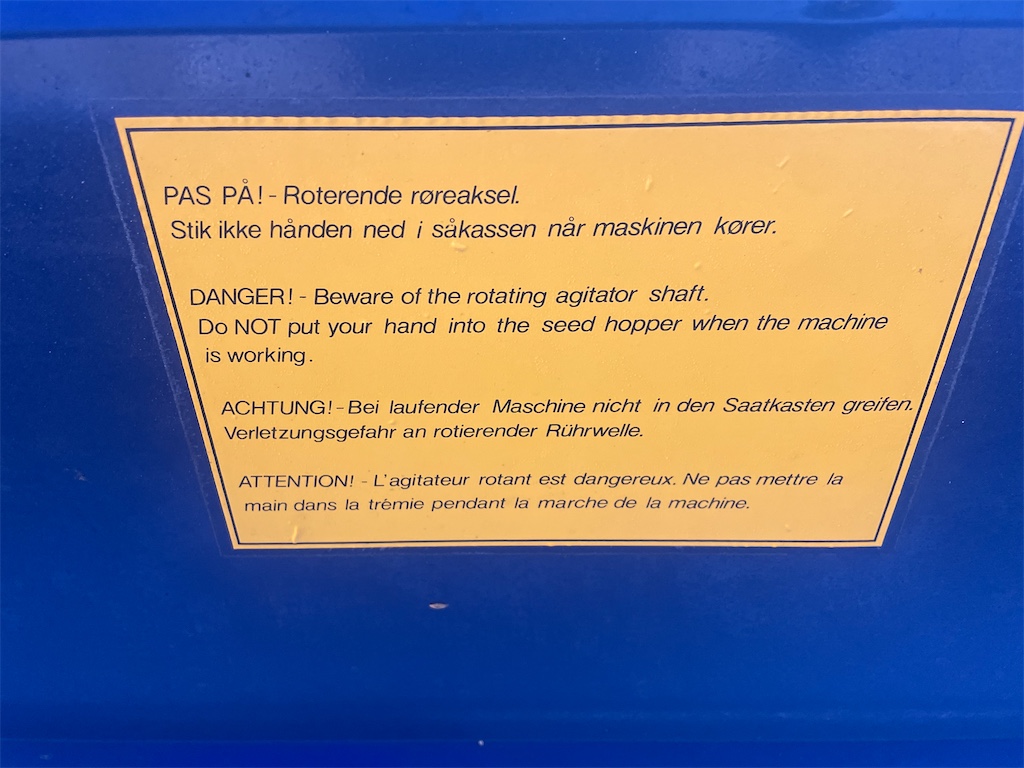 PAS PÅ! - Roterende røreaksel.
Stik ikke hånden ned i såkassen når maskinen kører.
DANGER! - Beware of the rotating agitator shaft.
Do NOT put your hand into the seed hopper when the machine
is working.
ACHTUNG! - Bei laufender Maschine nicht in den Saatkasten greifen.
Verletzungsgefahr an rotierender Rührwelle.
ATTENTION! - L'agitateur rotant est dangereux. Ne pas mettre la
main dans la trémie pendant la marche de la machine.